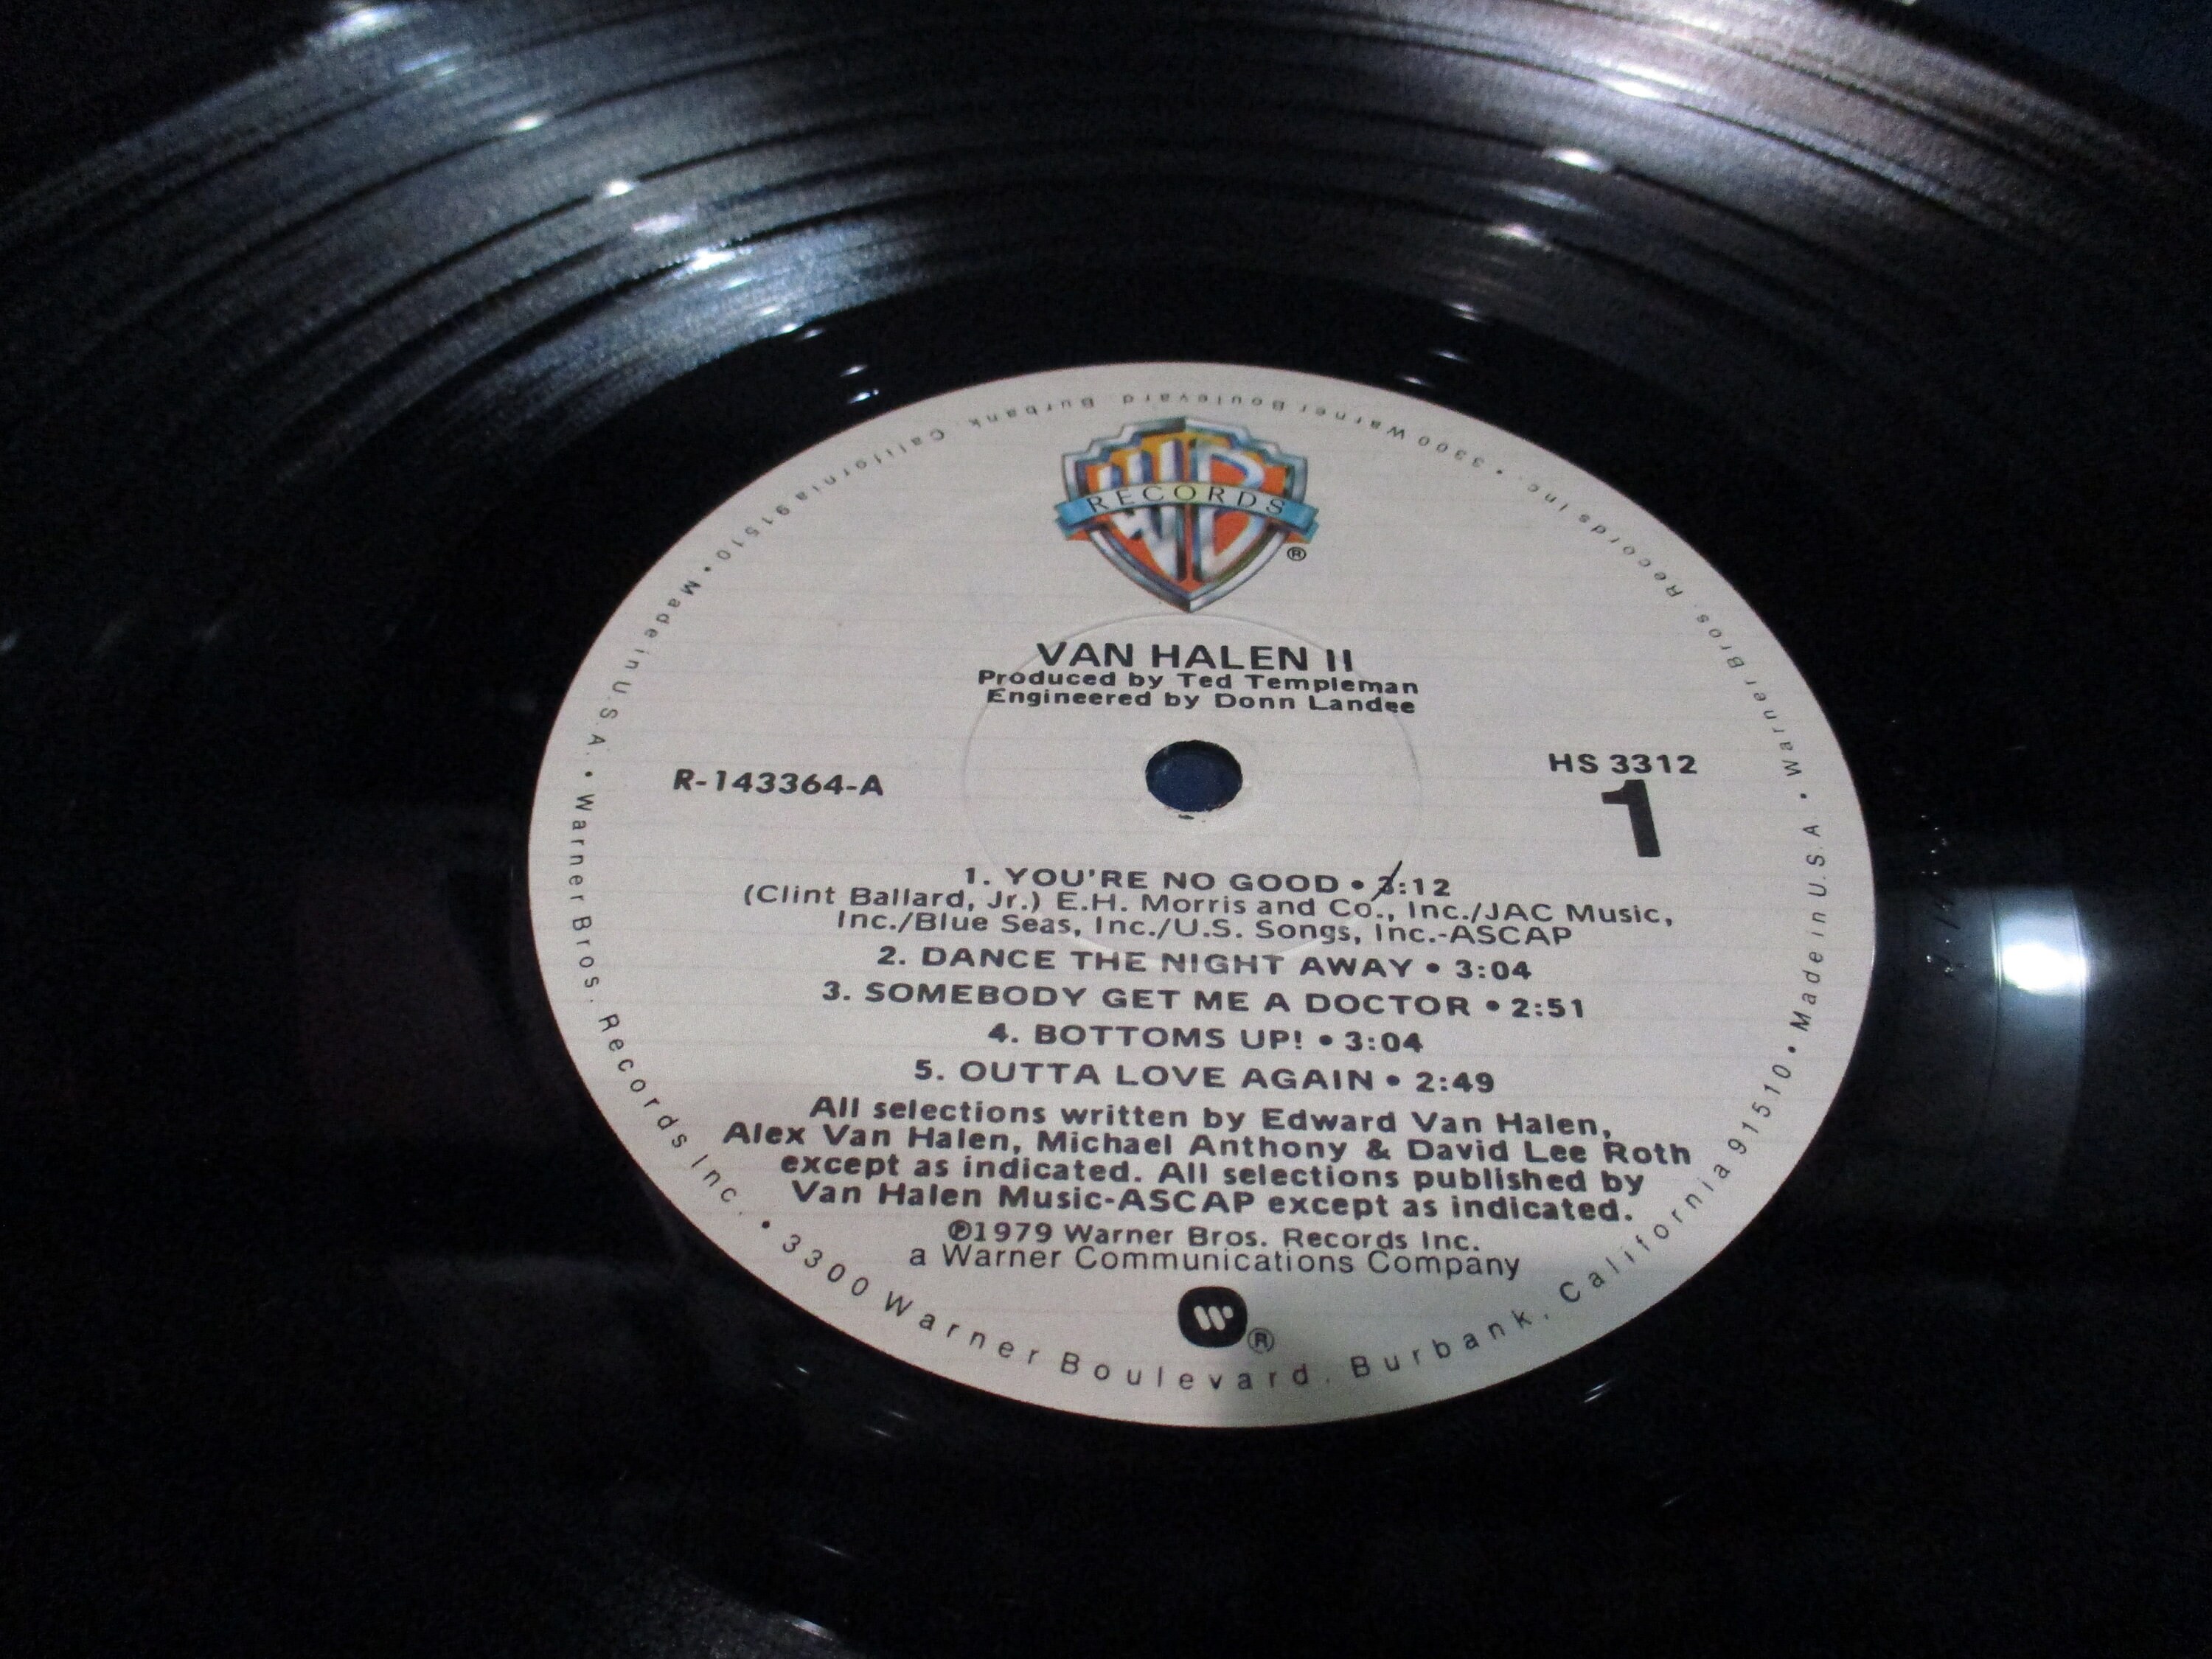 RECORDS
®
VAN HALEN II
Produced by Ted Templeman
Engineered by Donn Landee
R-143364-A
HS 3312
1
1. YOU'RE NO GOOD • 3:12
(Clint Ballard, Jr.) E.H. Morris and Co., Inc./JAC Music,
Inc./Blue Seas, Inc./U.S. Songs, Inc.-ASCAP
2. DANCE THE NIGHT AWAY • 3:04
3. SOMEBODY GET ME A DOCTOR • 2:51
4. BOTTOMS UP! • 3:04
5. OUTTA LOVE AGAIN • 2:49
All selections written by Edward Van Halen,
Alex Van Halen, Michael Anthony & David Lee Roth
except as indicated. All selections published by
Van Halen Music-ASCAP except as indicated.
℗1979 Warner Bros. Records Inc.
a Warner Communications Company
®
Warner Bros. Records Inc. • 3300 Warner Boulevard, Burbank, California 91510 • Made in U.S.A. • Warner Bros. Records Inc. • 3300 Warner Boulevard, Burbank, California 91510 • Made in U.S.A. •